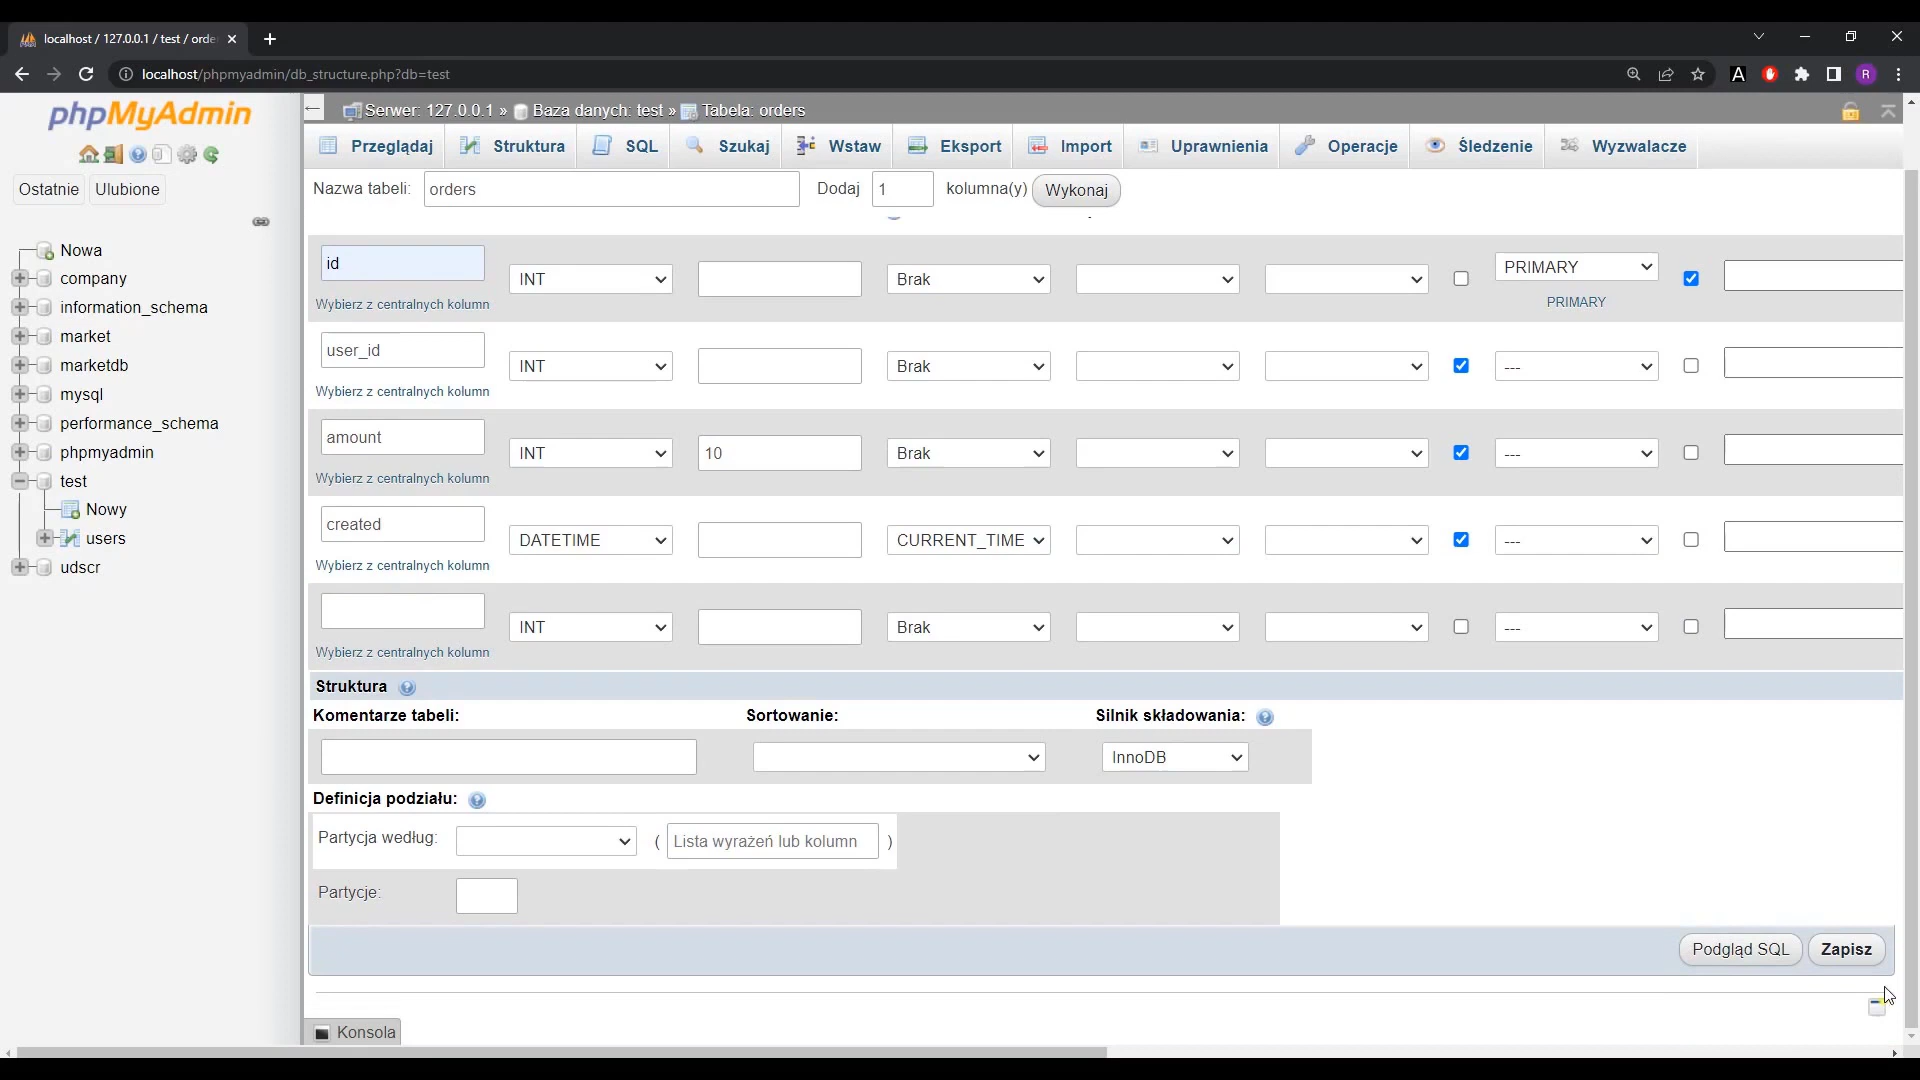 localhost / 127.0.0.1 / test / orde
localhost/phpmyadmin/db_structure.php?db=test
A
R
phpMyAdmin
Ostatnie
Ulubione
Nowa
company
information_schema
market
marketdb
mysql
performance_schema
phpmyadmin
test
Nowy
users
udscr
Serwer: 127.0.0.1 » Baza danych: test » Tabela: orders
Przeglądaj Struktura SQL Szukaj Wstaw Eksport Import Uprawnienia Operacje Śledzenie Wyzwalacze
Nazwa tabeli: orders Dodaj 1 kolumna(y) Wykonaj
id INT Brak PRIMARY
Wybierz z centralnych kolumn PRIMARY
user_id INT Brak ---
Wybierz z centralnych kolumn
amount INT 10 Brak ---
Wybierz z centralnych kolumn
created DATETIME CURRENT_TIME ---
Wybierz z centralnych kolumn
INT Brak ---
Wybierz z centralnych kolumn
Struktura
Komentarze tabeli: Sortowanie: Silnik składowania:
InnoDB
Definicja podziału:
Partycja według: ( Lista wyrażeń lub kolumn )
Partycje:
Podgląd SQL Zapisz
Konsola